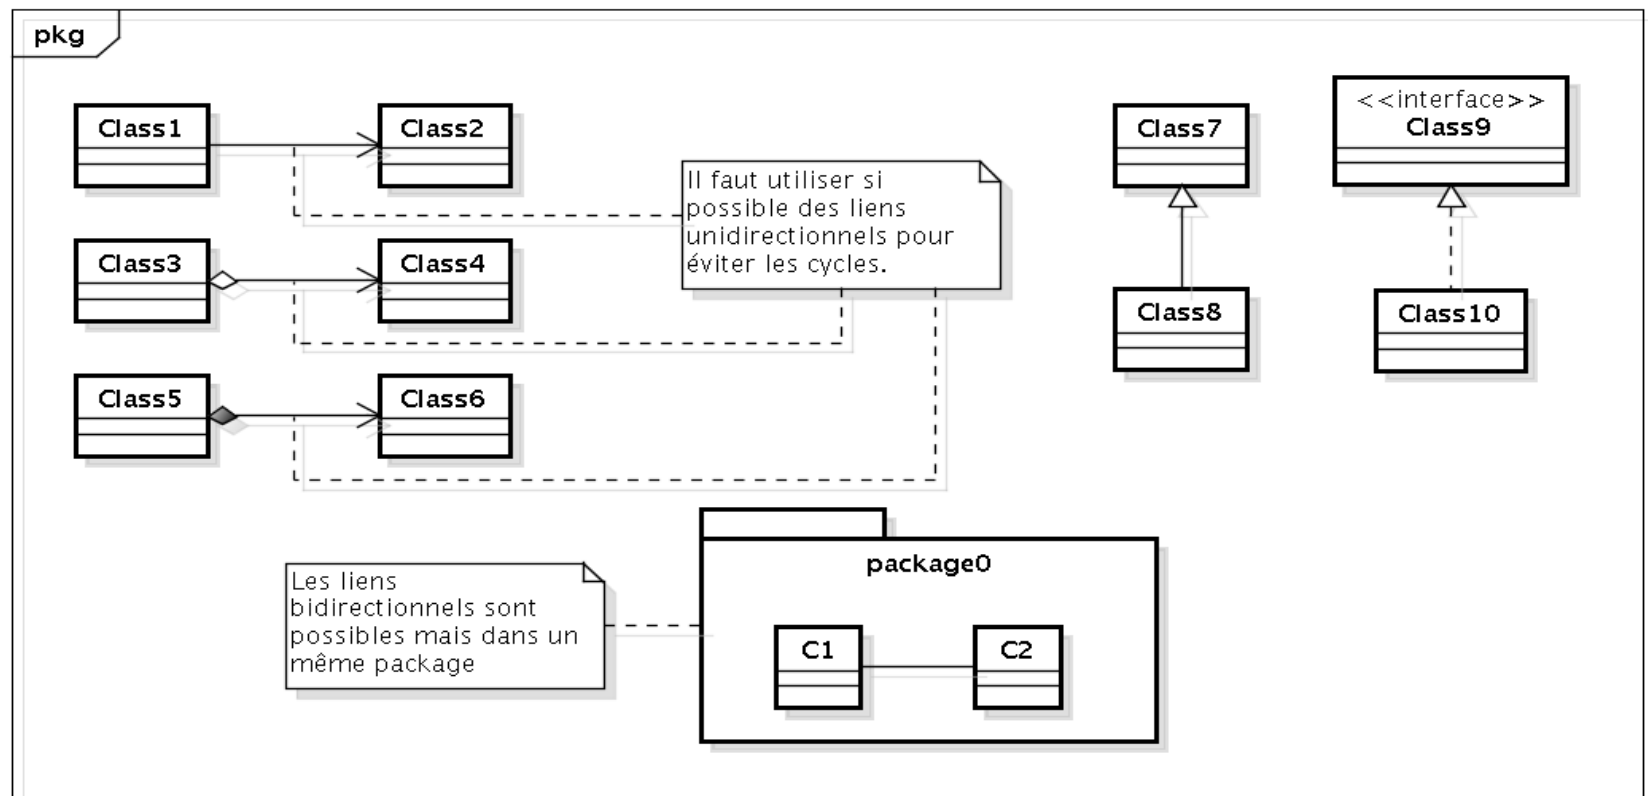 pkg
Class1
Class2
Class7
<<interface>>
Class9
Il faut utiliser si
possible des liens
unidirectionnels pour
éviter les cycles.
Class3
Class4
Class8
Class10
Class5
Class6
package0
Les liens
bidirectionnels sont
possibles mais dans un
même package
C1
C2